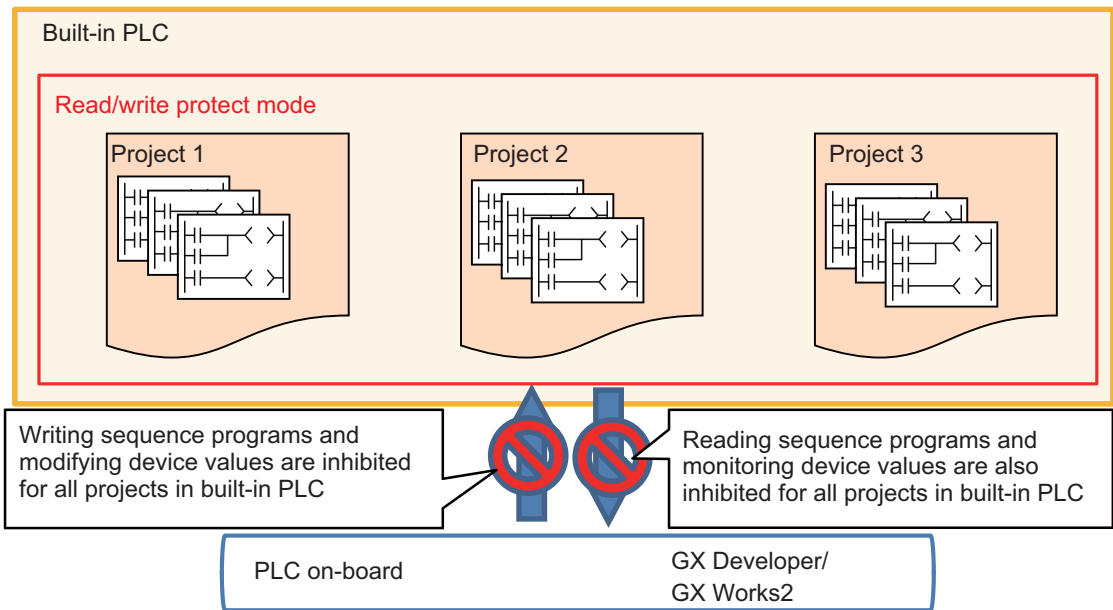 Built-in PLC
Read/write protect mode
Project 1
Project 2
Project 3
Writing sequence programs and
modifying device values are inhibited
for all projects in built-in PLC
Reading sequence programs and
monitoring device values are also
inhibited for all projects in built-in PLC
PLC on-board
GX Developer/
GX Works2